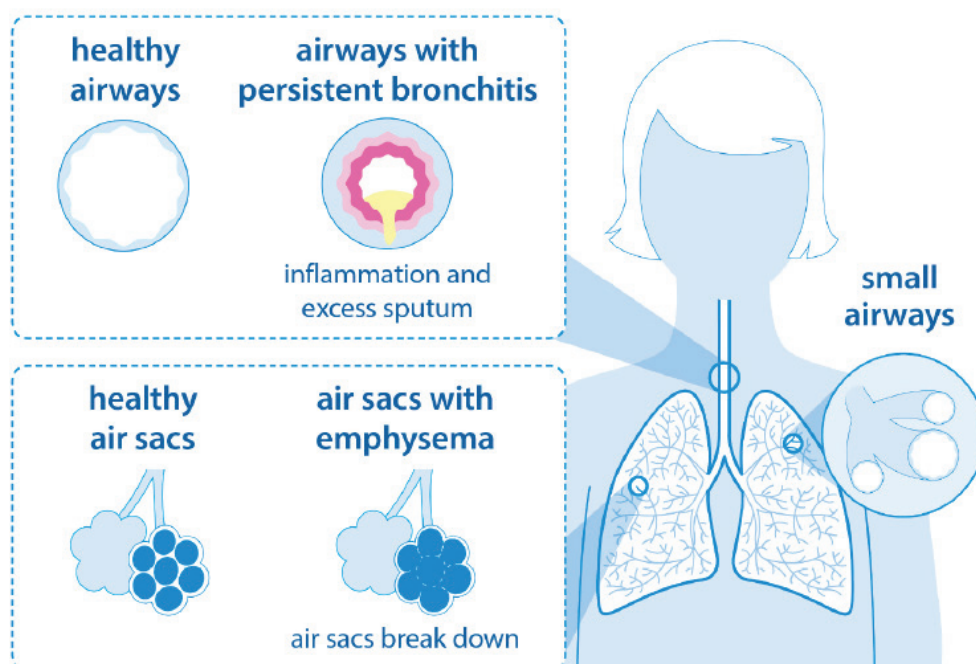 healthy
airways
airways with
persistent bronchitis
inflammation and
excess sputum
small
airways
healthy
air sacs
air sacs with
emphysema
air sacs break down